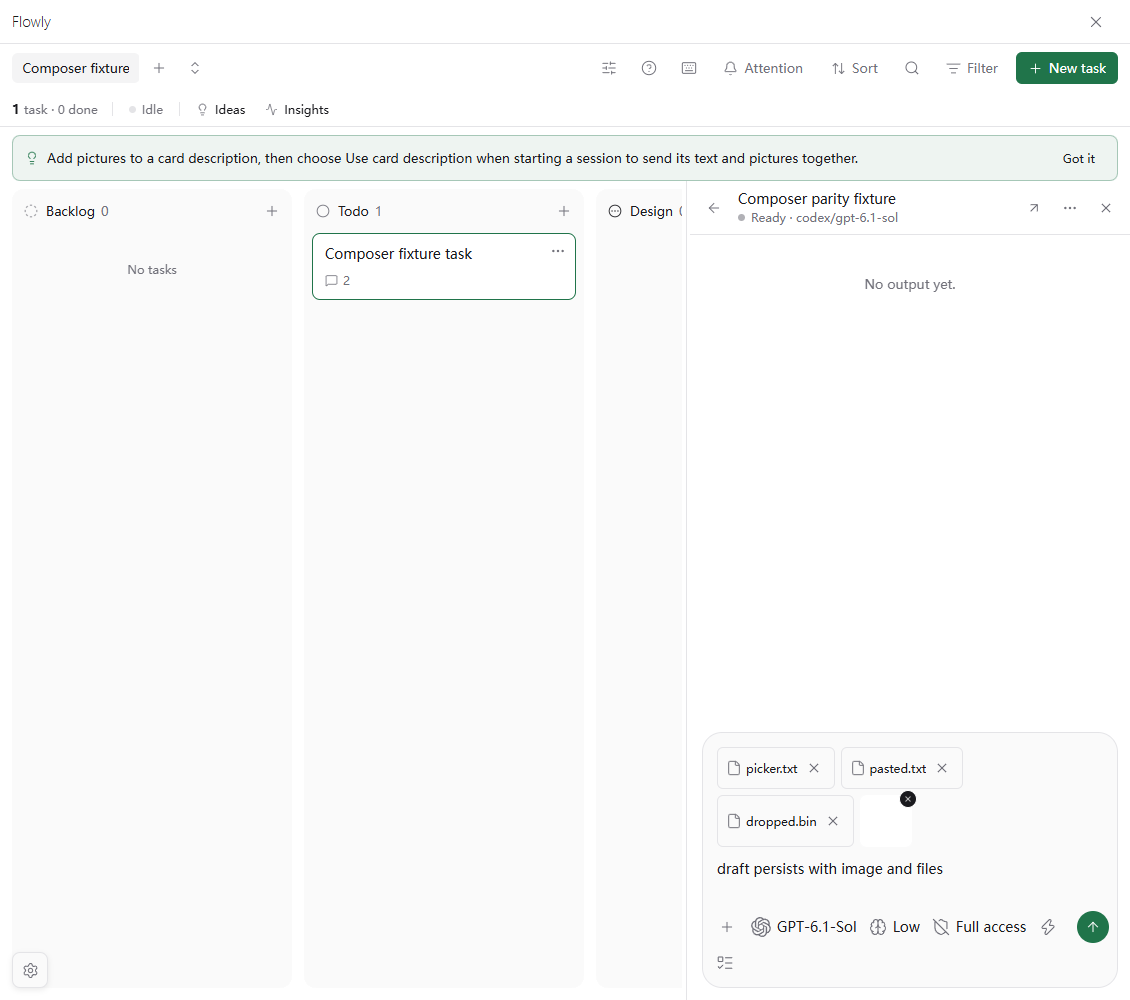 Flowly
Composer fixture
Attention
Sort
Filter
New task
1 task · 0 done
Idle
Ideas
Insights
Add pictures to a card description, then choose Use card description when starting a session to send its text and pictures together.
Got it
Backlog 0
No tasks
Todo 1
Composer fixture task
2
Design
Composer parity fixture
Ready · codex/gpt-6.1-sol
No output yet.
picker.txt
pasted.txt
dropped.bin
draft persists with image and files
GPT-6.1-Sol
Low
Full access